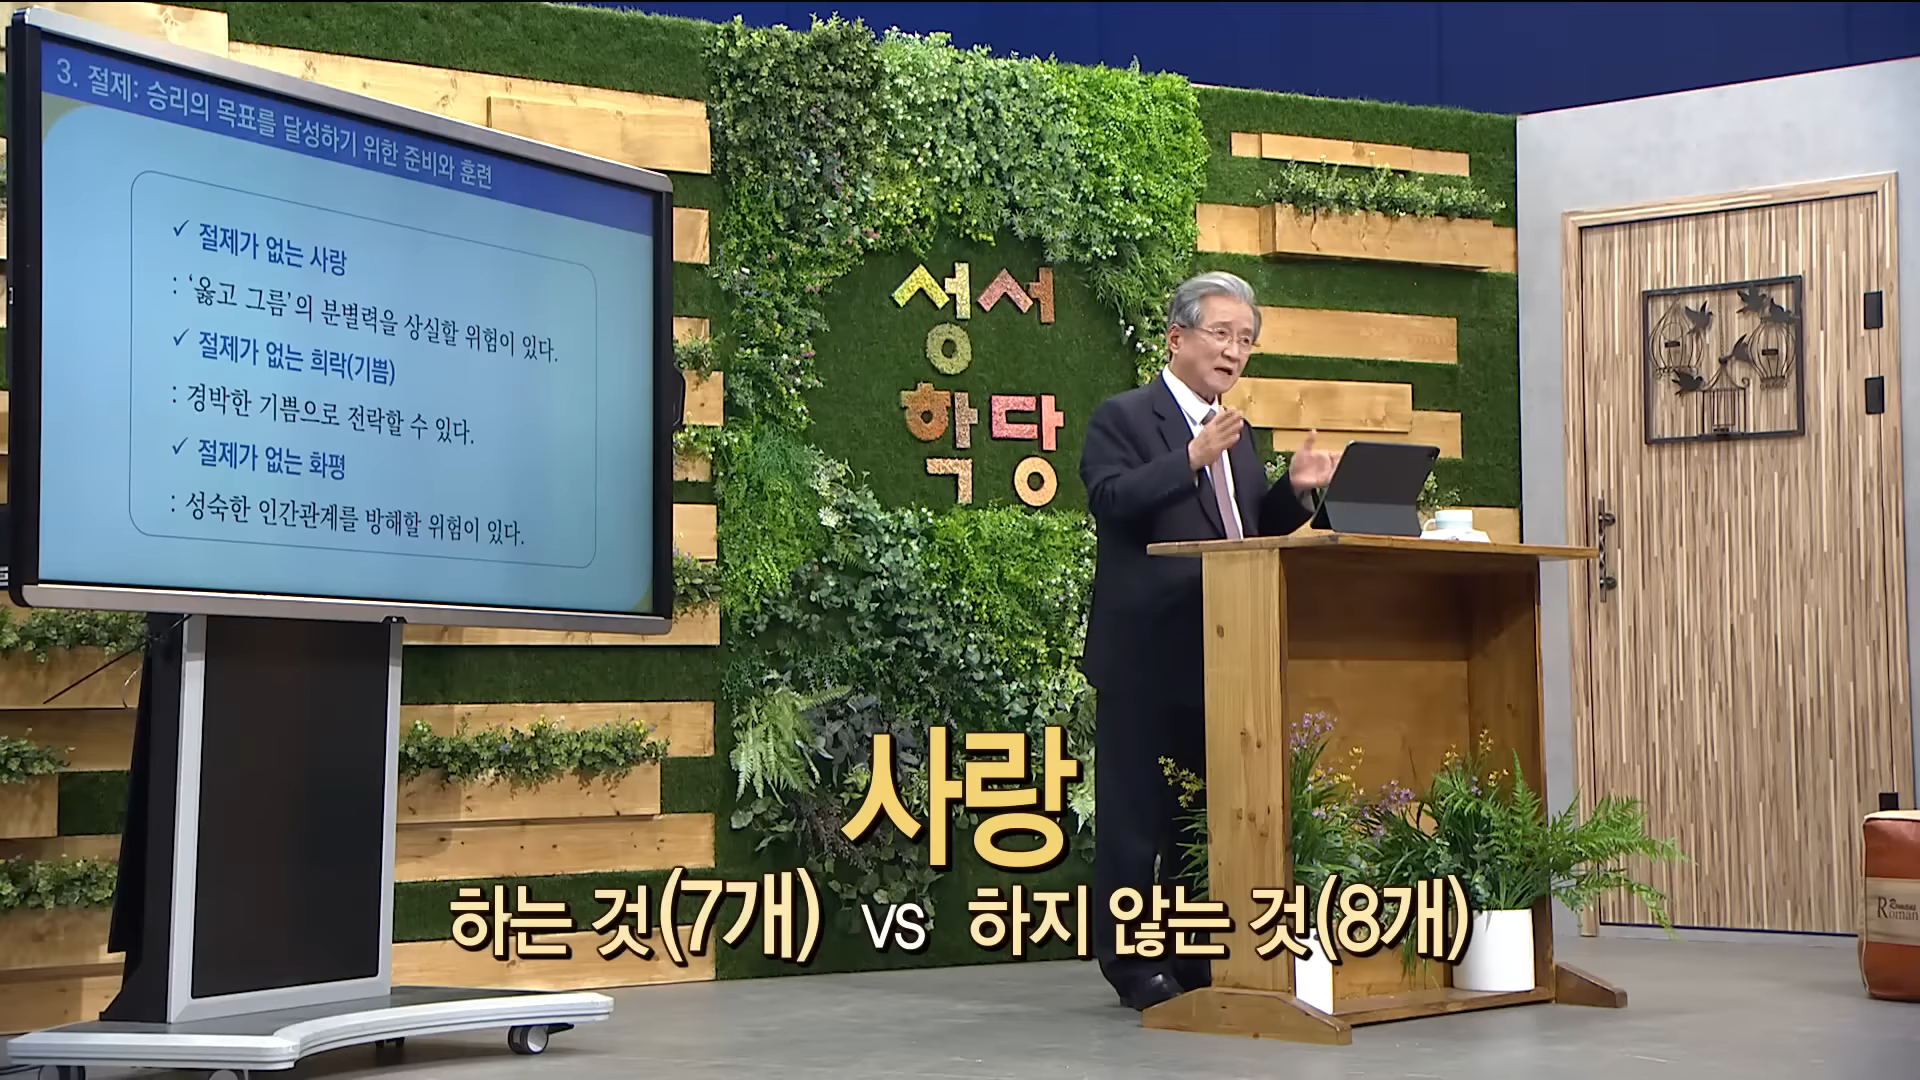 3. 절제: 승리의 목표를 달성하기 위한 준비와 훈련
✓ 절제가 없는 사랑
: ‘옳고 그름’의 분별력을 상실할 위험이 있다.
✓ 절제가 없는 희락(기쁨)
: 경박한 기쁨으로 전락할 수 있다.
✓ 절제가 없는 화평
: 성숙한 인간관계를 방해할 위험이 있다.
성서
학당
사랑
하는 것(7개) vs 하지 않는 것(8개)